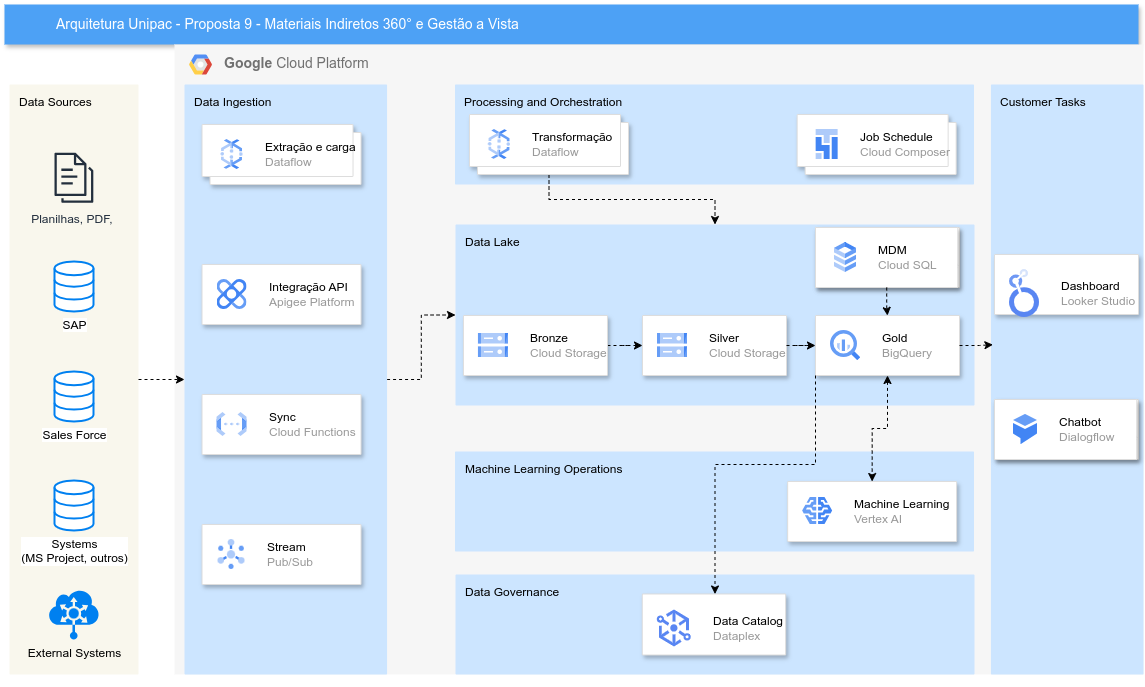 Arquitetura Unipac - Proposta 9 - Materiais Indiretos 360° e Gestão a Vista
Google Cloud Platform
Data Sources
Planilhas, PDF,
SAP
Sales Force
Systems
(MS Project, outros)
External Systems
Data Ingestion
Extração e carga
Dataflow
Integração API
Apigee Platform
Sync
Cloud Functions
Stream
Pub/Sub
Processing and Orchestration
Transformação
Dataflow
Job Schedule
Cloud Composer
Data Lake
MDM
Cloud SQL
Bronze
Cloud Storage
Silver
Cloud Storage
Gold
BigQuery
Machine Learning Operations
Machine Learning
Vertex AI
Data Governance
Data Catalog
Dataplex
Customer Tasks
Dashboard
Looker Studio
Chatbot
Dialogflow